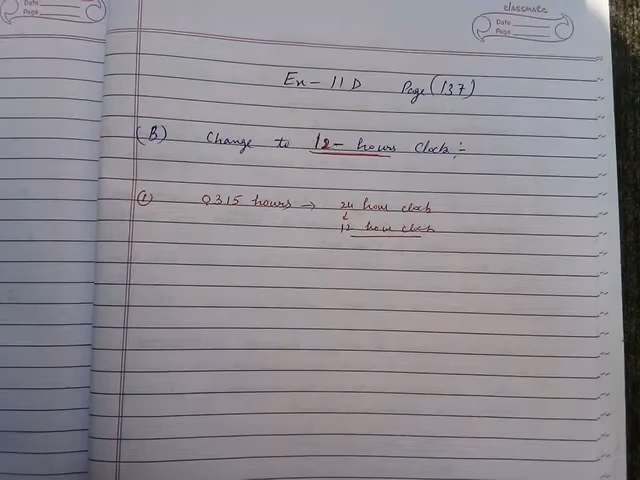 Date
Page
classmate
Date
Page
Ex - 11 D Page (137)
(B) Change to 12 - hours Clock :-
① 0315 hours → 24 hour clock
↓
12 hour clock